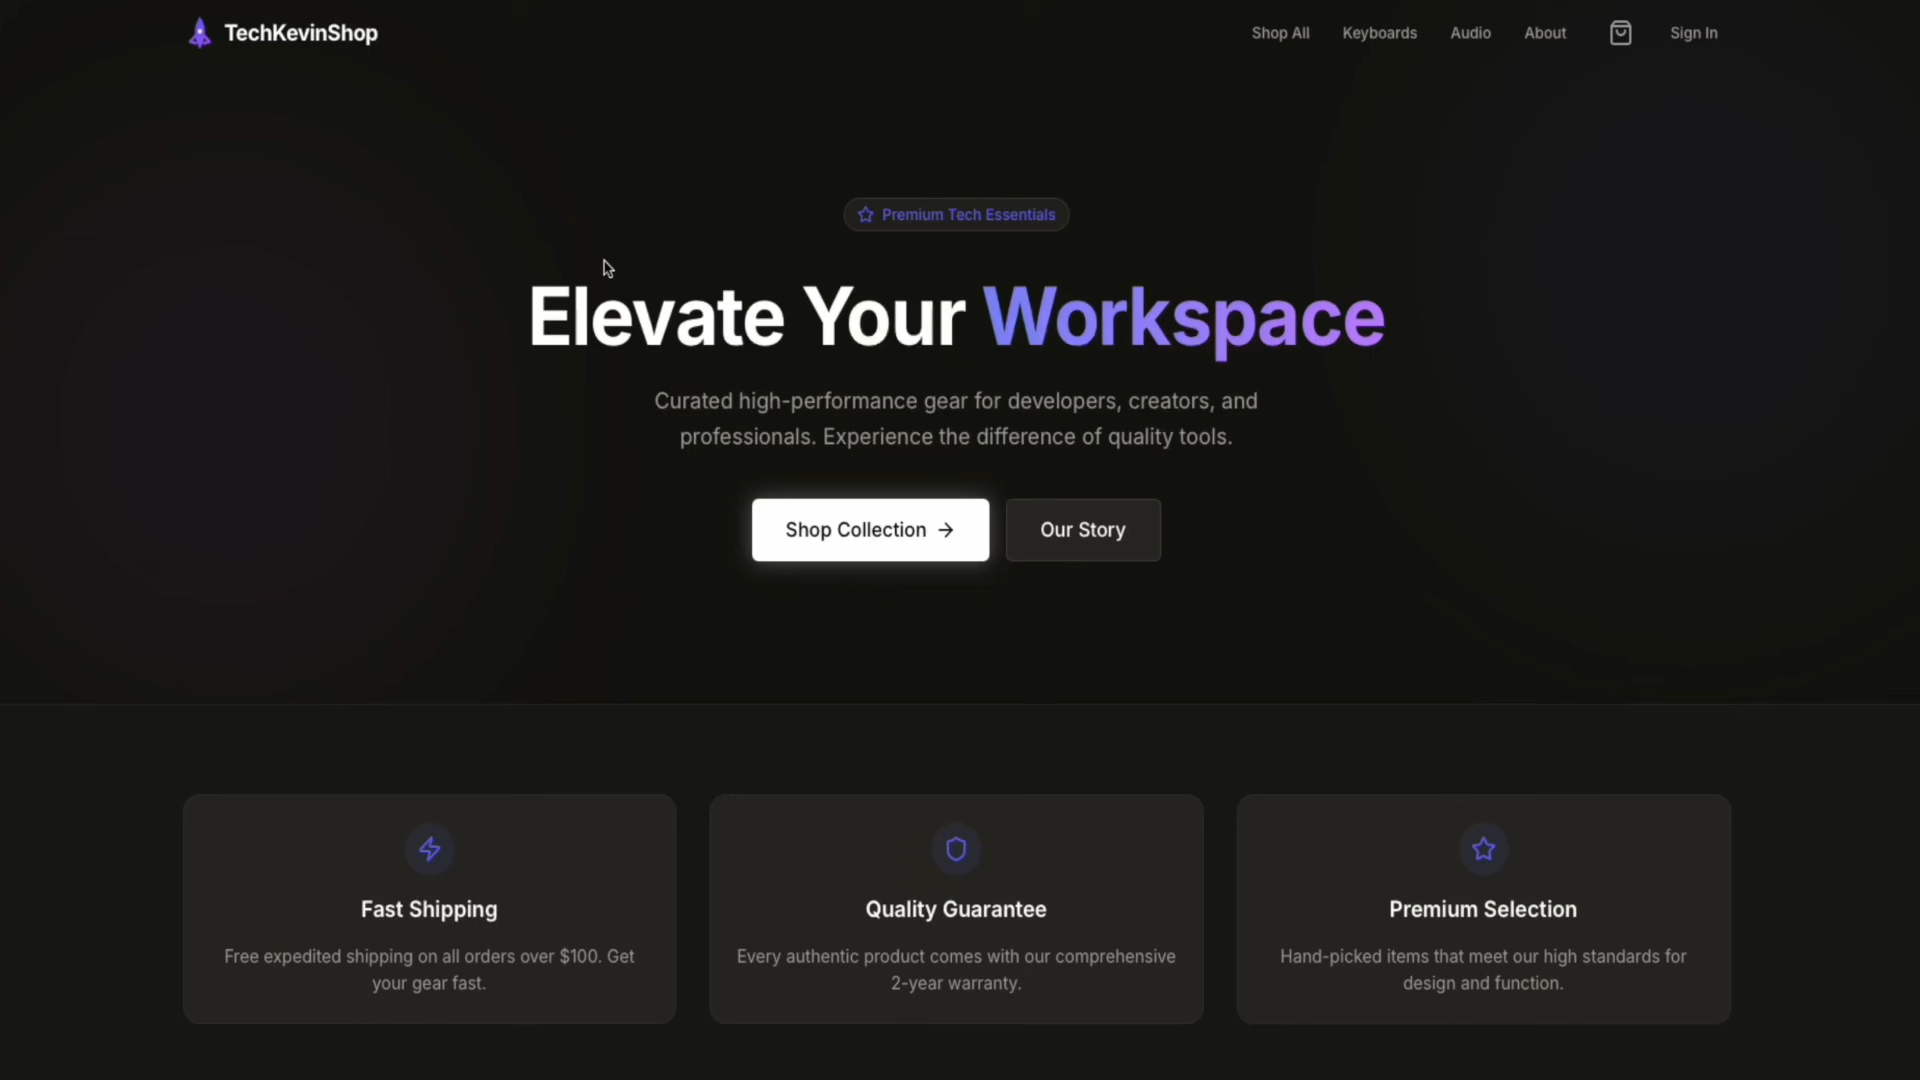 TechKevinShop
Shop All
Keyboards
Audio
About
Sign In
Premium Tech Essentials
Elevate Your Workspace
Curated high-performance gear for developers, creators, and
professionals. Experience the difference of quality tools.
Shop Collection →
Our Story
Fast Shipping
Free expedited shipping on all orders over $100. Get
your gear fast.
Quality Guarantee
Every authentic product comes with our comprehensive
2-year warranty.
Premium Selection
Hand-picked items that meet our high standards for
design and function.